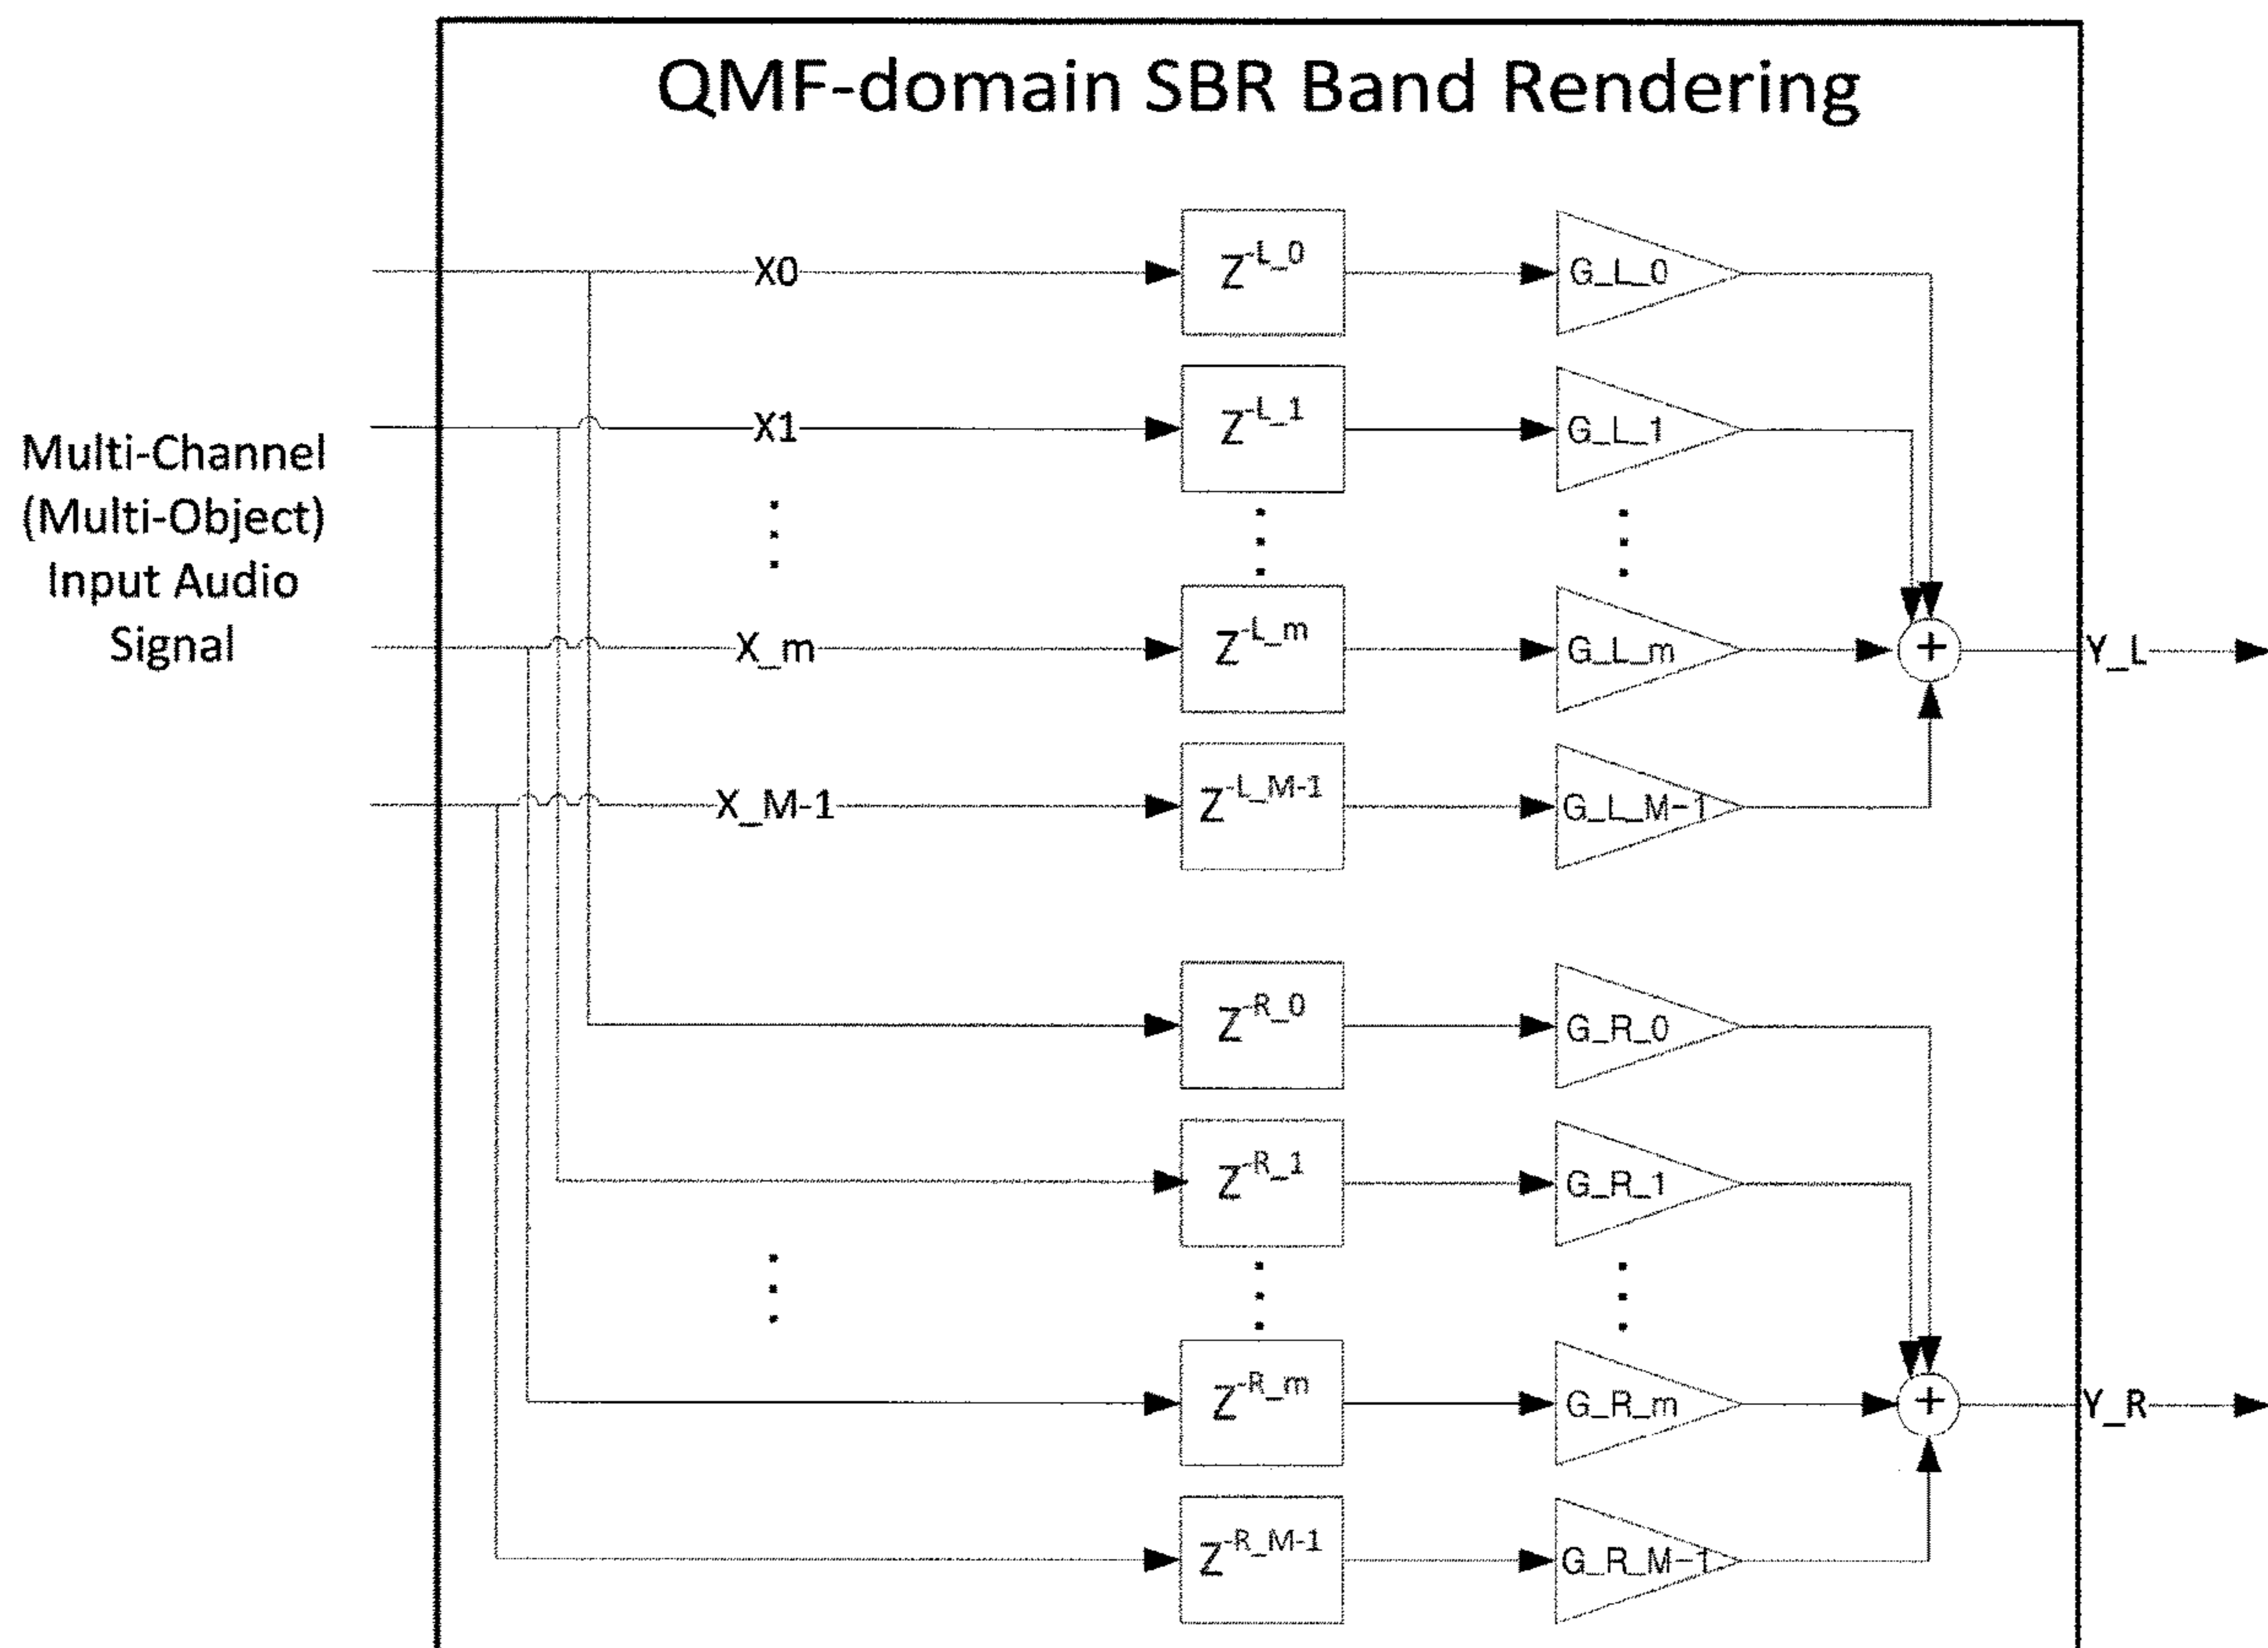 QMF-domain SBR Band Rendering
Multi-Channel
(Multi-Object)
Input Audio
Signal
X0
Z-L_0
G_L_0
X1
Z-L_1
G_L_1
X_m
Z-L_m
G_L_m
+
Y_L
X_M-1
Z-L_M-1
G_L_M-1
Z-R_0
G_R_0
Z-R_1
G_R_1
Z-R_m
G_R_m
+
Y_R
Z-R_M-1
G_R_M-1